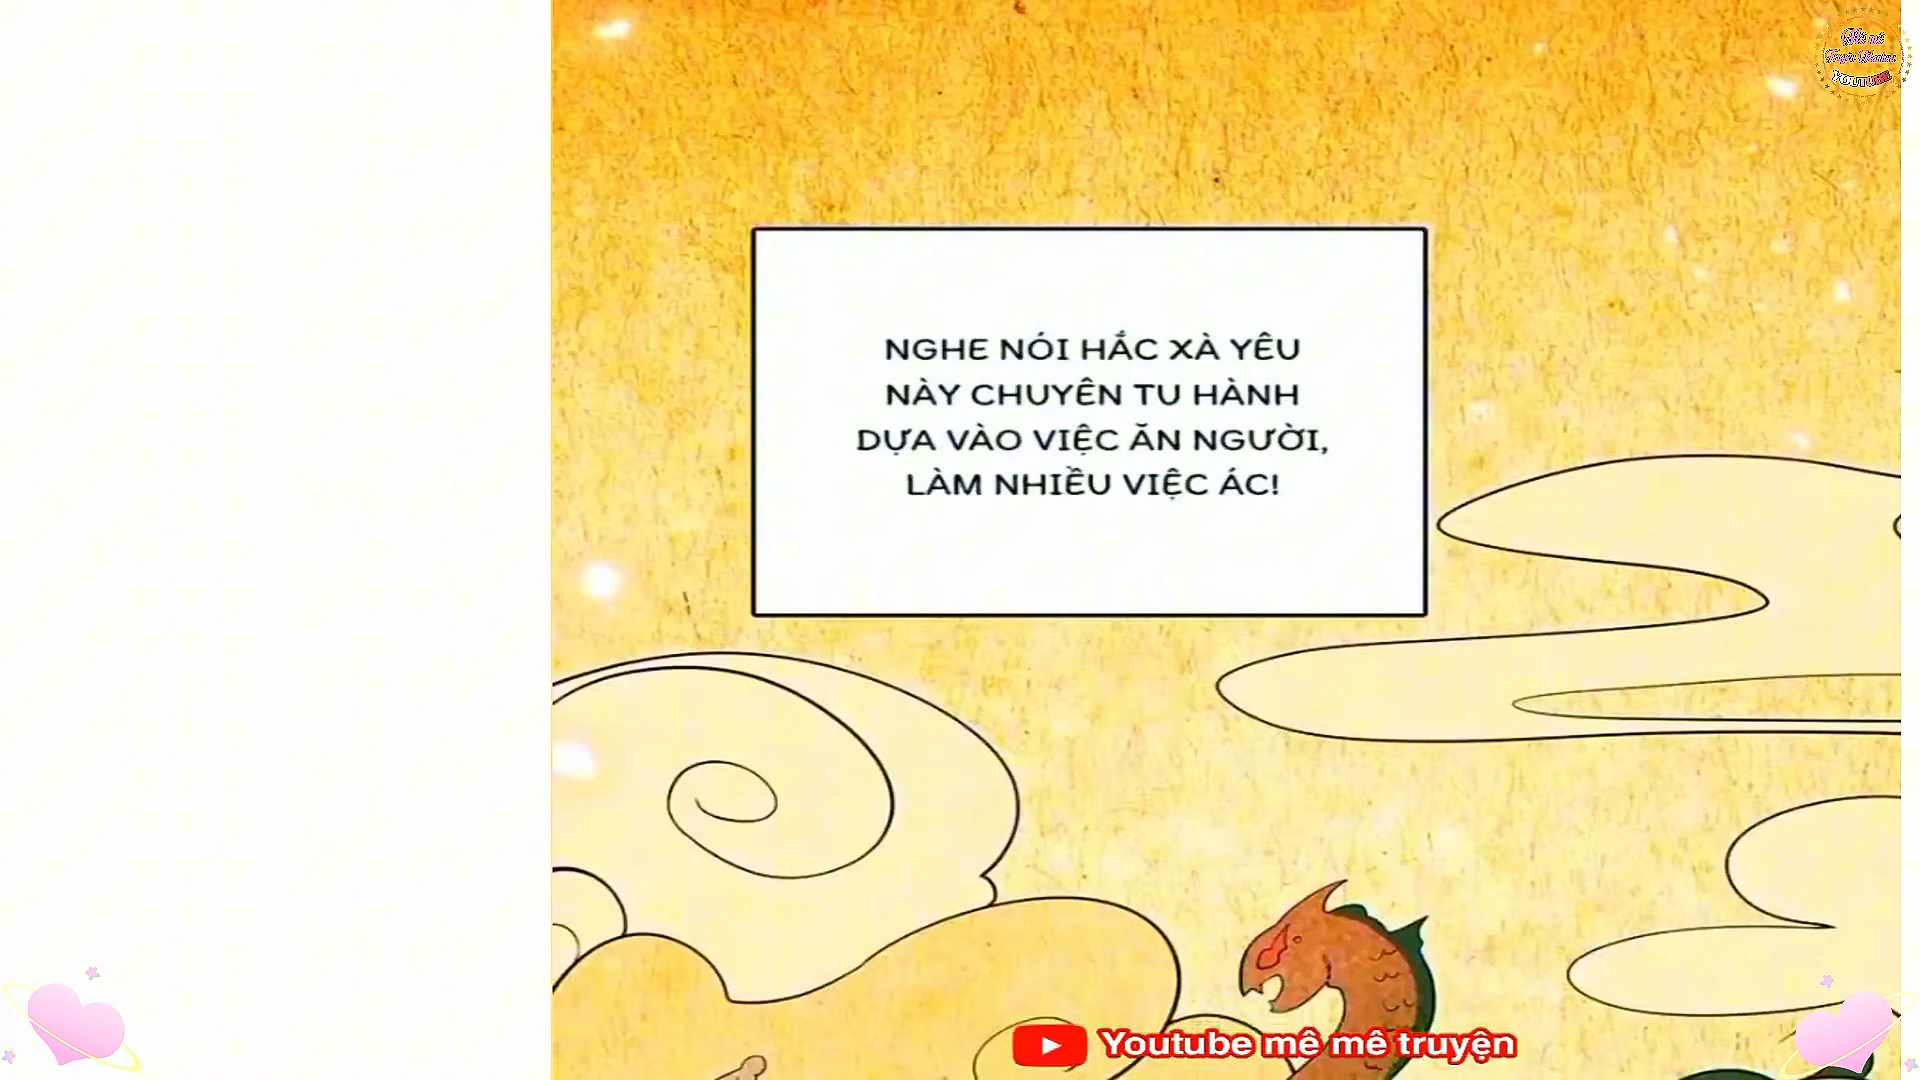 NGHE NÓI HẮC XÀ YÊU
NÀY CHUYÊN TU HÀNH
DỰA VÀO VIỆC ĂN NGƯỜI,
LÀM NHIỀU VIỆC ÁC!
YOUTUBE
Youtube mê mê truyện